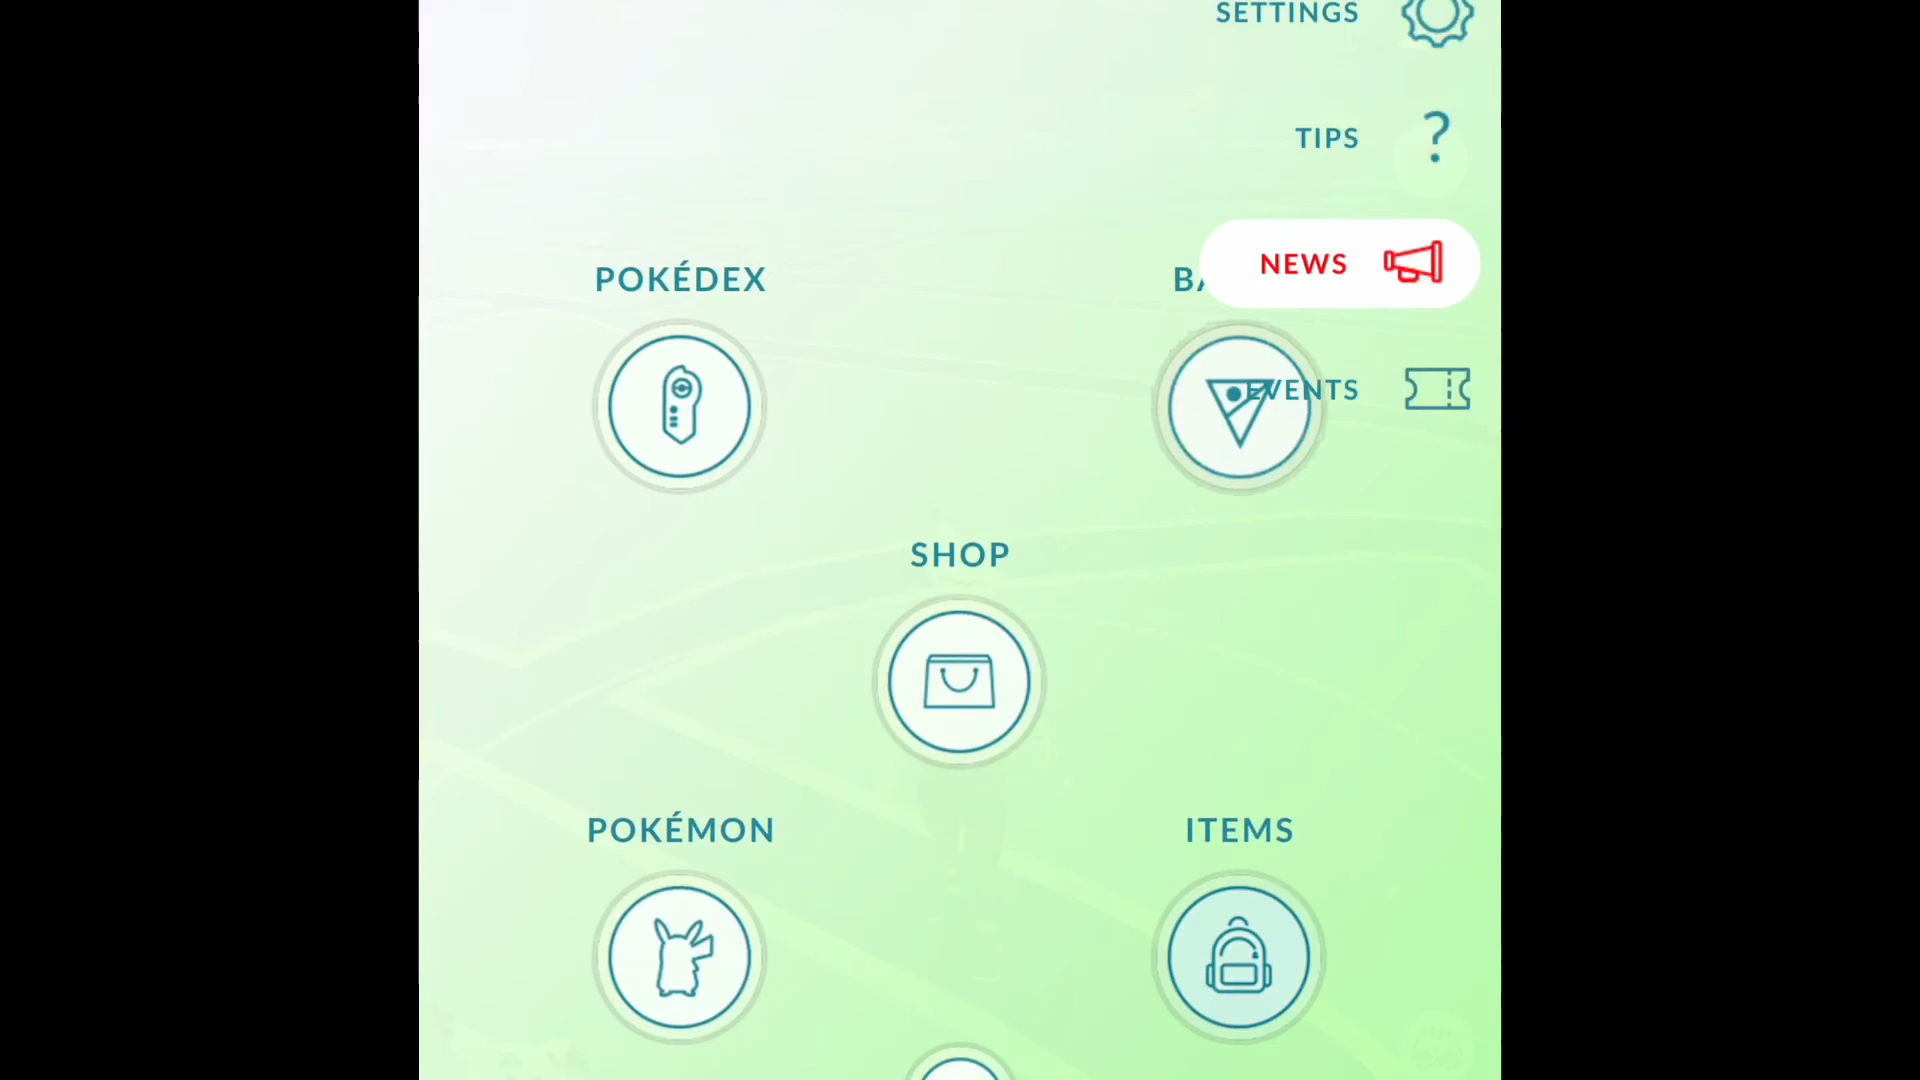 SETTINGS
TIPS
NEWS
POKÉDEX
EVENTS
SHOP
POKÉMON
ITEMS